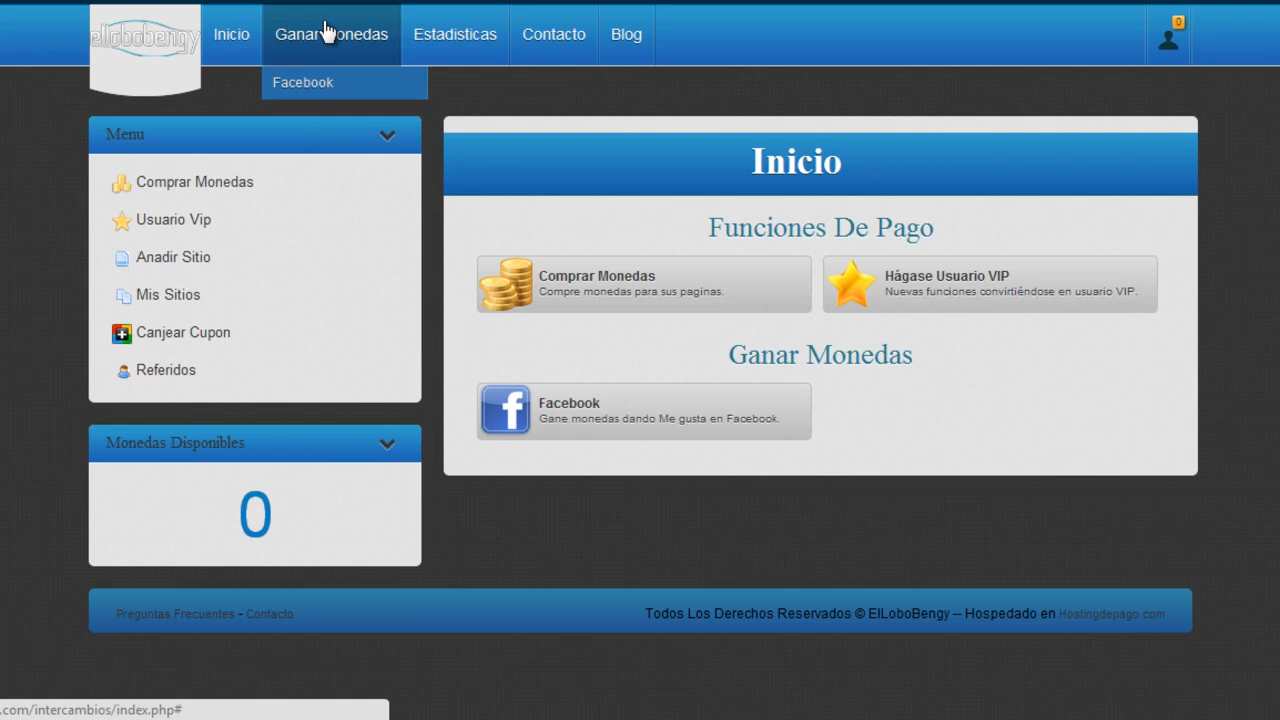 ellobobengy
Inicio
Ganar Monedas
Estadisticas
Contacto
Blog
0
Facebook
Menu
Comprar Monedas
Usuario Vip
Anadir Sitio
Mis Sitios
Canjear Cupon
Referidos
Monedas Disponibles
0
Inicio
Funciones De Pago
Comprar Monedas
Compre monedas para sus paginas.
Hágase Usuario VIP
Nuevas funciones convirtiéndose en usuario VIP.
Ganar Monedas
Facebook
Gane monedas dando Me gusta en Facebook.
Preguntas Frecuentes - Contacto
Todos Los Derechos Reservados © ElLoboBengy -- Hospedado en Hostingdepago.com
.com/intercambios/index.php#